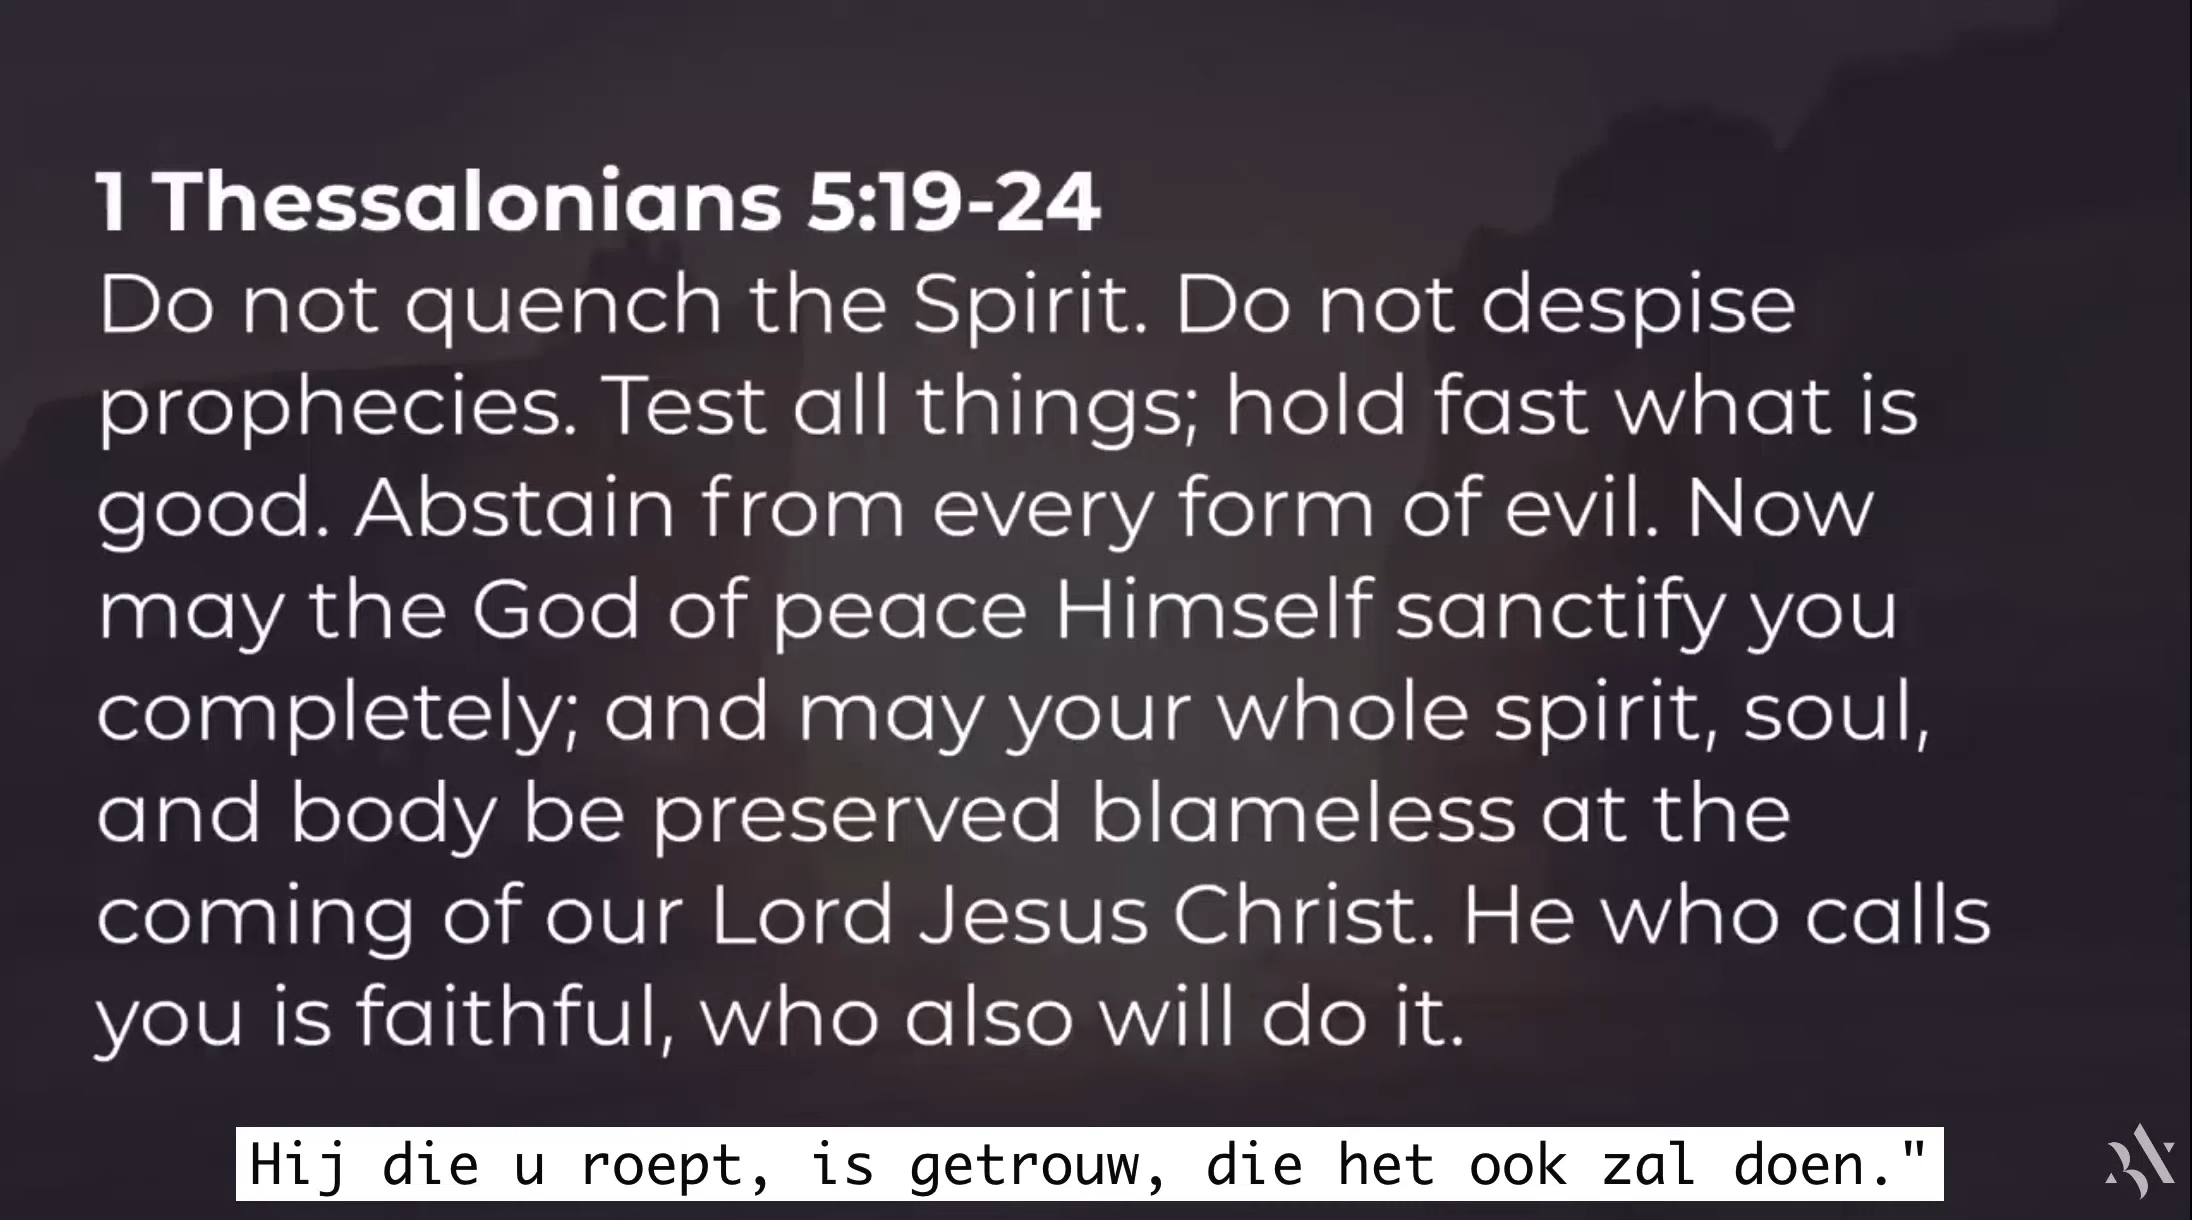 1 Thessalonians 5:19-24
Do not quench the Spirit. Do not despise
prophecies. Test all things; hold fast what is
good. Abstain from every form of evil. Now
may the God of peace Himself sanctify you
completely; and may your whole spirit, soul,
and body be preserved blameless at the
coming of our Lord Jesus Christ. He who calls
you is faithful, who also will do it.
Hij die u roept, is getrouw, die het ook zal doen."